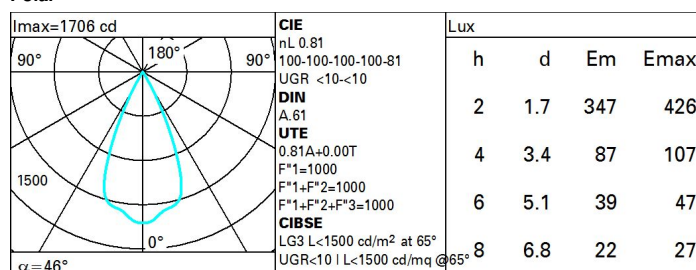 Imax=1706 cd
90°
180°
90°
1500
0°
α=46°
CIE
nL 0.81
100-100-100-100-81
UGR <10-<10
DIN
A.61
UTE
0.81A+0.00T
F"1=1000
F"1+F"2=1000
F"1+F"2+F"3=1000
CIBSE
LG3 L<1500 cd/m² at 65°
UGR<10 | L<1500 cd/mq @65°
Lux
h d Em Emax
2 1.7 347 426
4 3.4 87 107
6 5.1 39 47
8 6.8 22 27